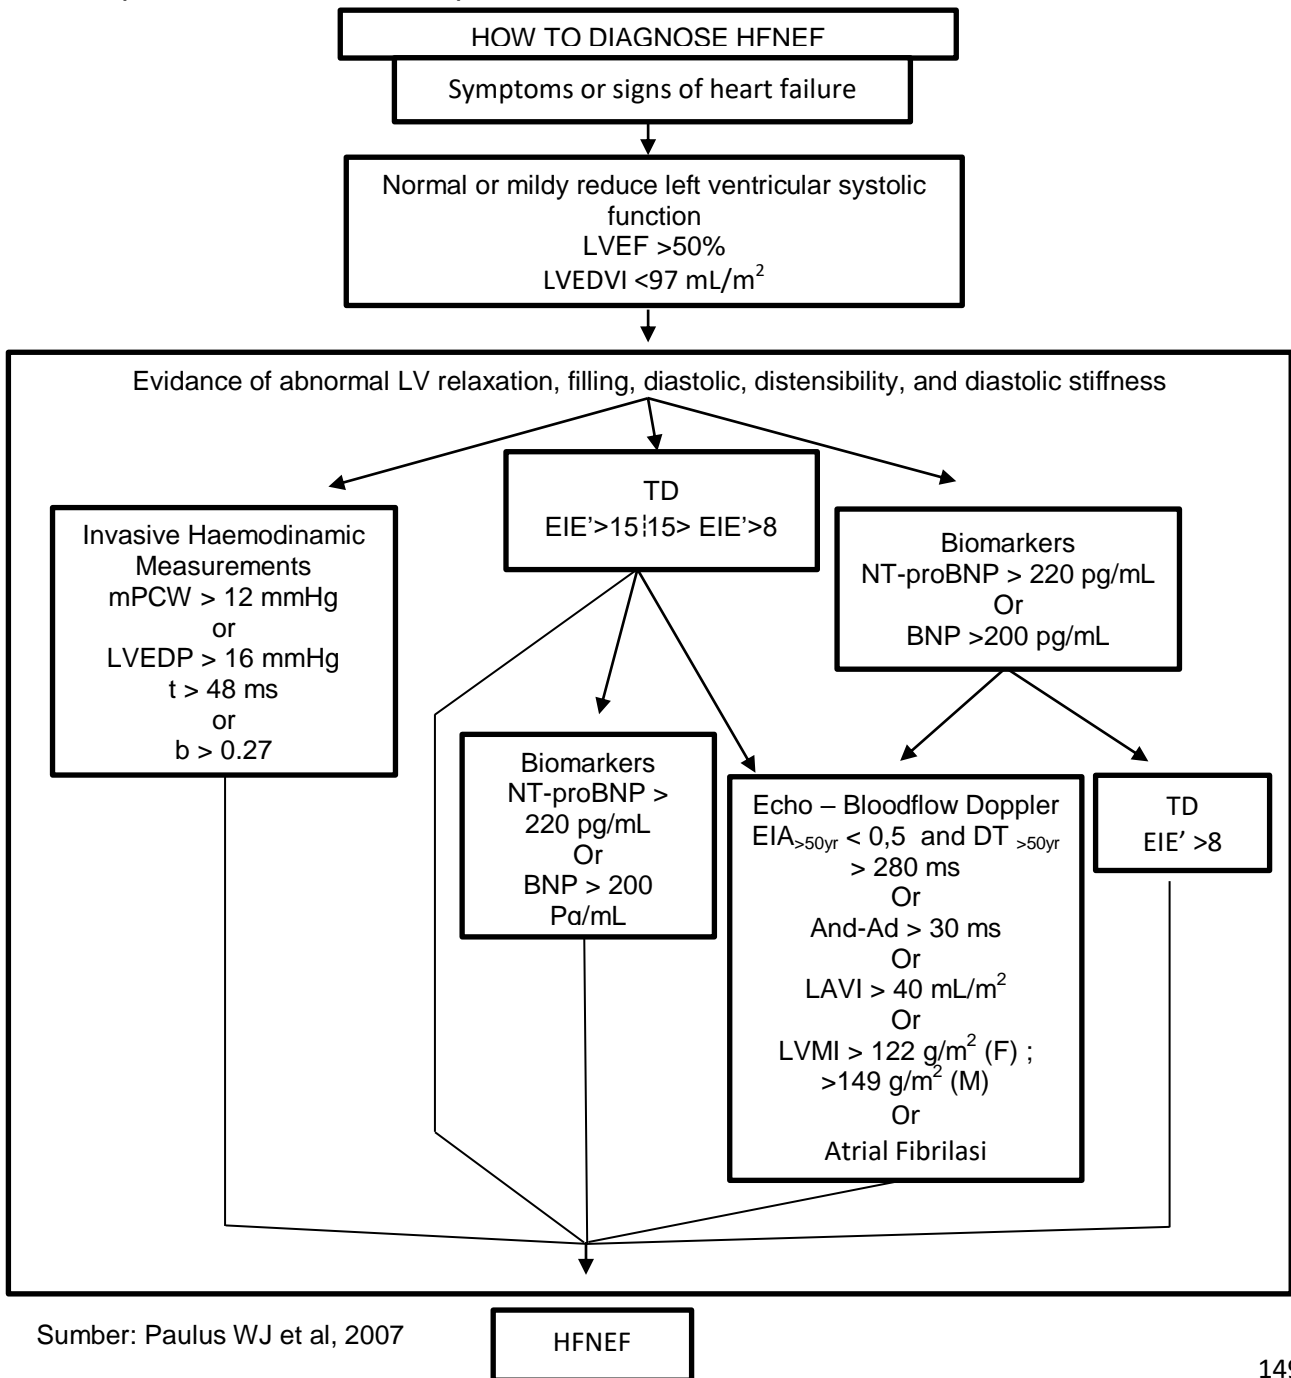 HOW TO DIAGNOSE HFNEF
Symptoms or signs of heart failure
Normal or mildy reduce left ventricular systolic
function
LVEF >50%
LVEDVI <97 mL/m²
Evidance of abnormal LV relaxation, filling, diastolic, distensibility, and diastolic stiffness
Invasive Haemodinamic
Measurements
mPCW > 12 mmHg
or
LVEDP > 16 mmHg
t > 48 ms
or
b > 0.27
TD
EIE’>15¦15> EIE’>8
Biomarkers
NT-proBNP > 220 pg/mL
Or
BNP >200 pg/mL
Biomarkers
NT-proBNP >
220 pg/mL
Or
BNP > 200
Pg/mL
Echo – Bloodflow Doppler
EIA>50yr < 0,5 and DT >50yr
> 280 ms
Or
And-Ad > 30 ms
Or
LAVI > 40 mL/m²
Or
LVMI > 122 g/m² (F) ;
>149 g/m² (M)
Or
Atrial Fibrilasi
TD
EIE’ >8
Sumber: Paulus WJ et al, 2007
HFNEF
149